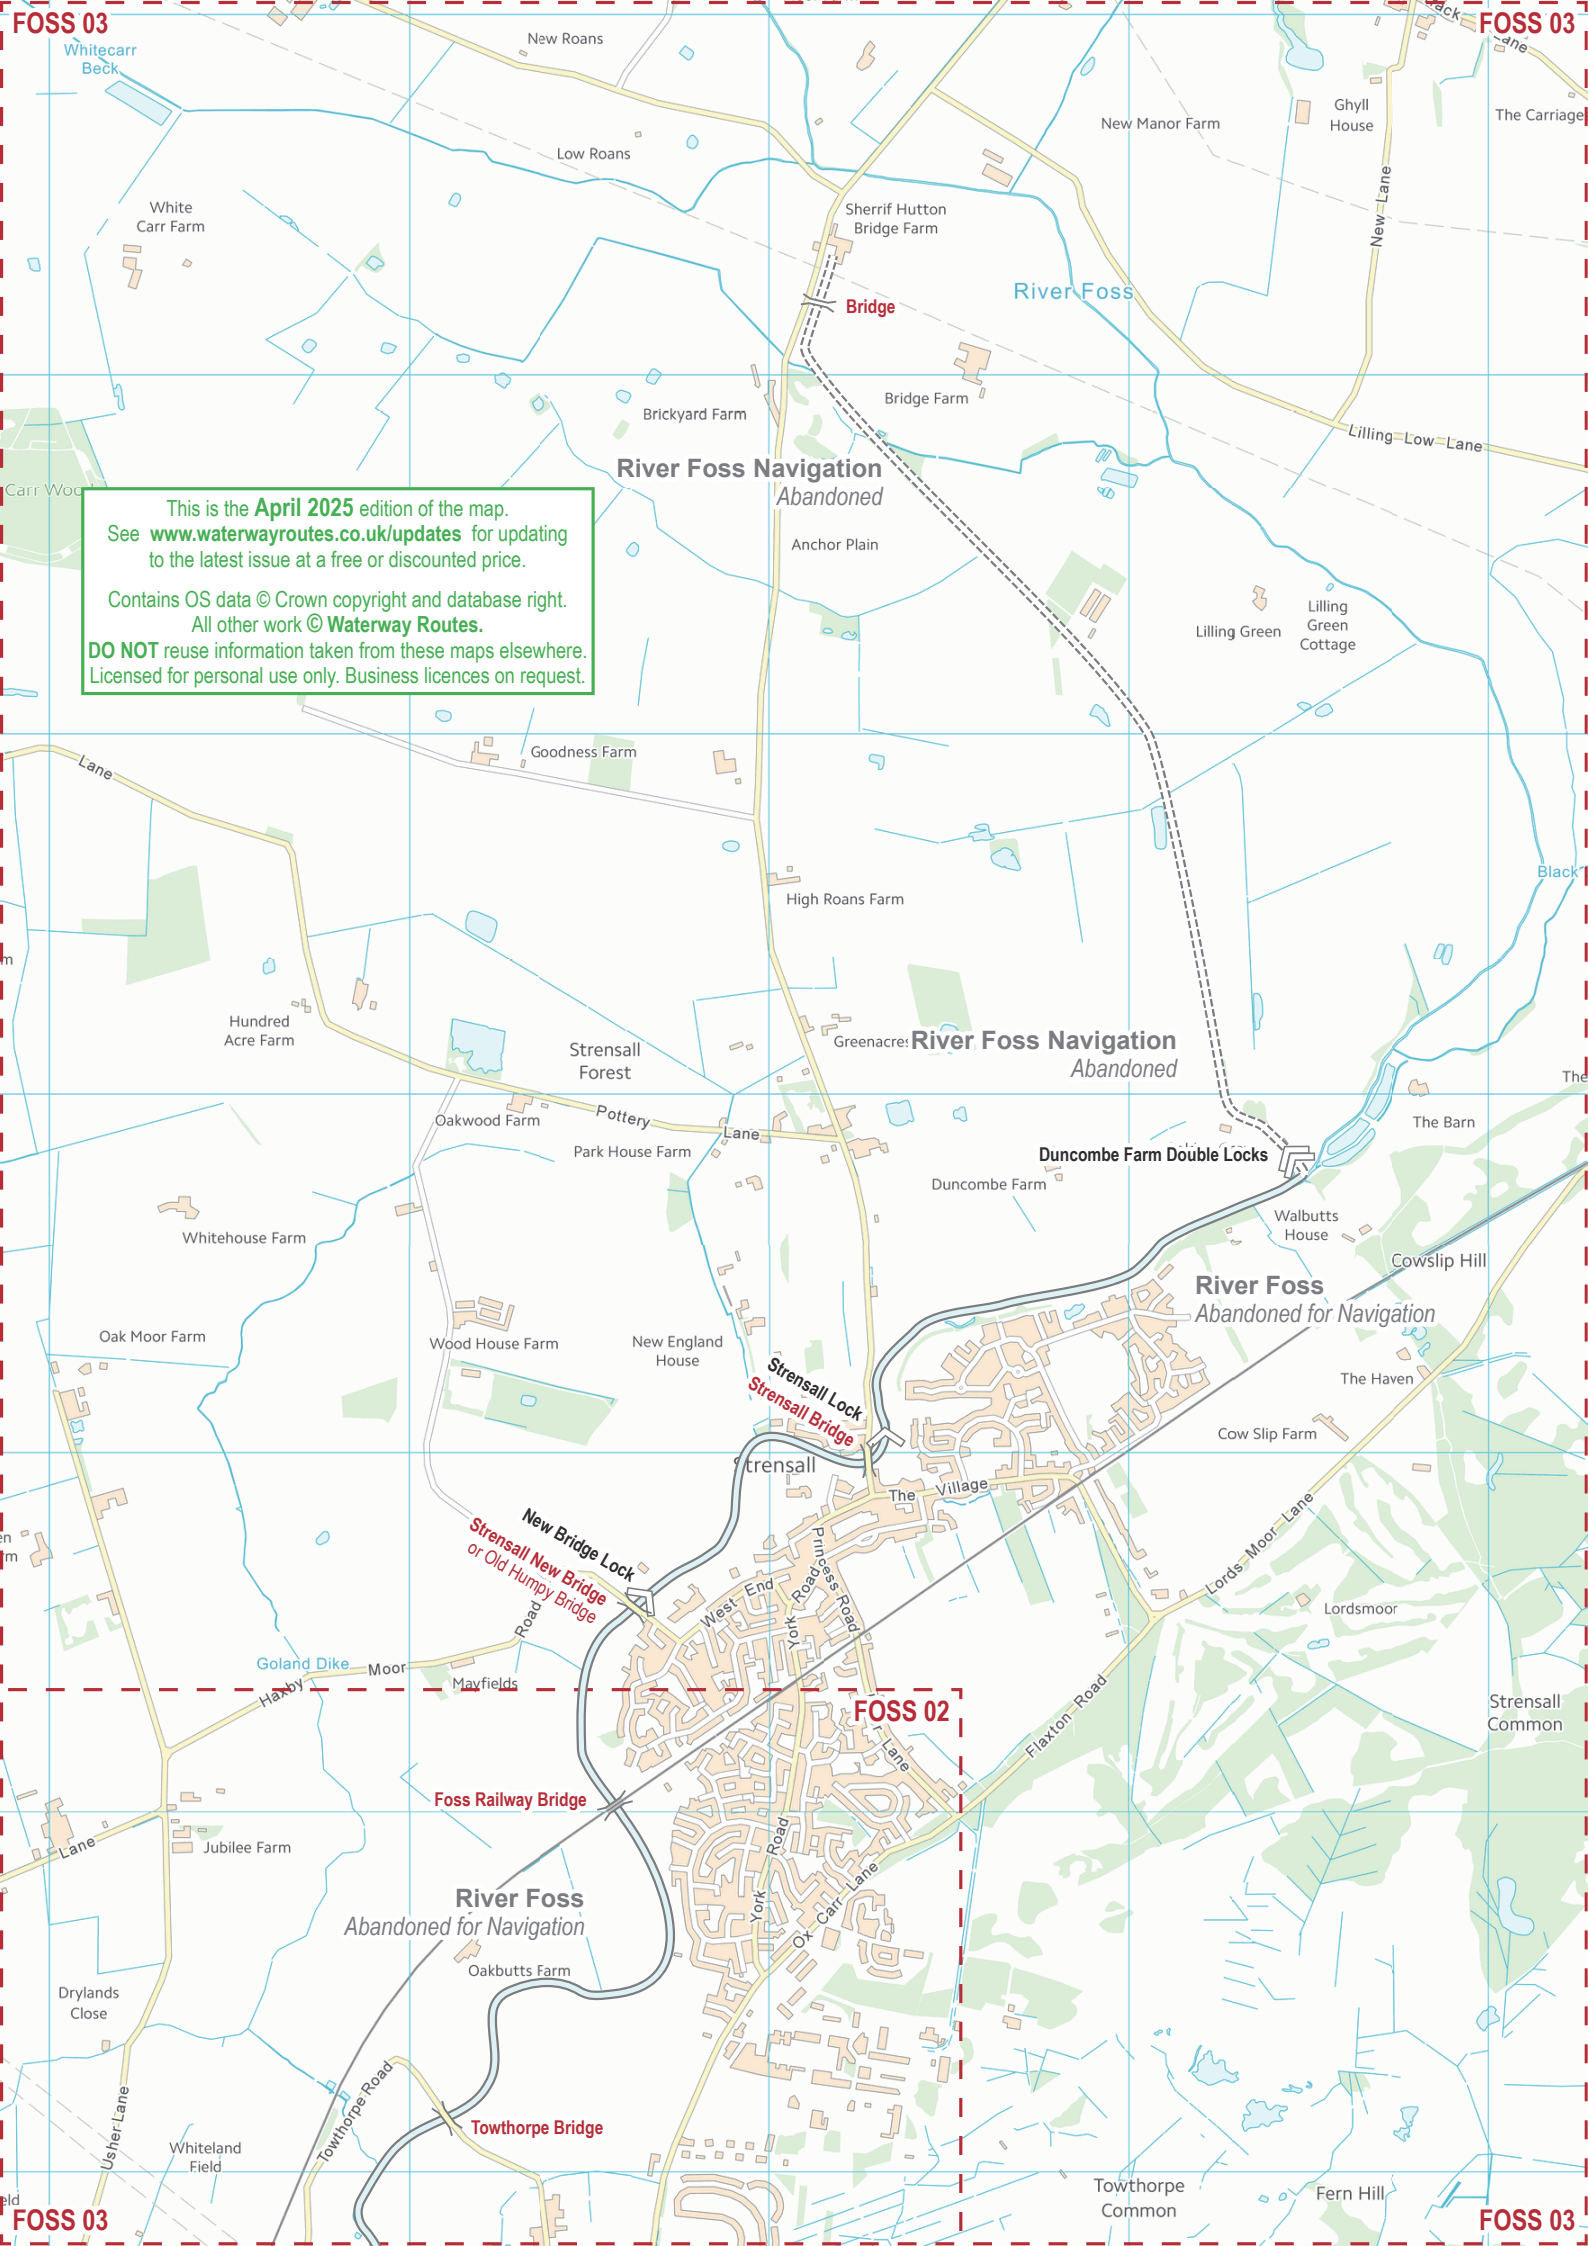 FOSS 03
FOSS 03
Whitecarr
Beck
New Roans
Lane
Ghyll
House
The Carriage
New Manor Farm
Low Roans
White
Carr Farm
Sherrif Hutton
Bridge Farm
New Lane
River Foss
Bridge
Bridge Farm
Brickyard Farm
Lilling Low Lane
River Foss Navigation
Abandoned
Carr Woo
This is the April 2025 edition of the map.
See www.waterwayroutes.co.uk/updates for updating
to the latest issue at a free or discounted price.
Contains OS data © Crown copyright and database right.
All other work © Waterway Routes.
DO NOT reuse information taken from these maps elsewhere.
Licensed for personal use only. Business licences on request.
Anchor Plain
Lilling Green
Lilling
Green
Cottage
Lane
Goodness Farm
Black
High Roans Farm
Hundred
Acre Farm
Strensall
Forest
Greenacres
River Foss Navigation
Abandoned
The
Oakwood Farm
Pottery Lane
Park House Farm
The Barn
Duncombe Farm Double Locks
Duncombe Farm
Walbutts
House
Whitehouse Farm
Cowslip Hill
River Foss
Abandoned for Navigation
Oak Moor Farm
Wood House Farm
New England
House
Strensall Lock
Strensall Bridge
The Haven
Cow Slip Farm
Strensall
The Village
New Bridge Lock
Strensall New Bridge
or Old Humpy Bridge
Princess Road
Lords Moor Lane
West End
York Road
Road
Lordsmoor
Goland Dike
Haxby Moor
Mayfields
FOSS 02
Lane
Flaxton Road
Strensall
Common
Foss Railway Bridge
Lane
Jubilee Farm
York Road
Ox Carr Lane
River Foss
Abandoned for Navigation
Oakbutts Farm
Drylands
Close
Usher Lane
Towthorpe Road
Towthorpe Bridge
Whiteland
Field
Towthorpe
Common
Fern Hill
FOSS 03
FOSS 03